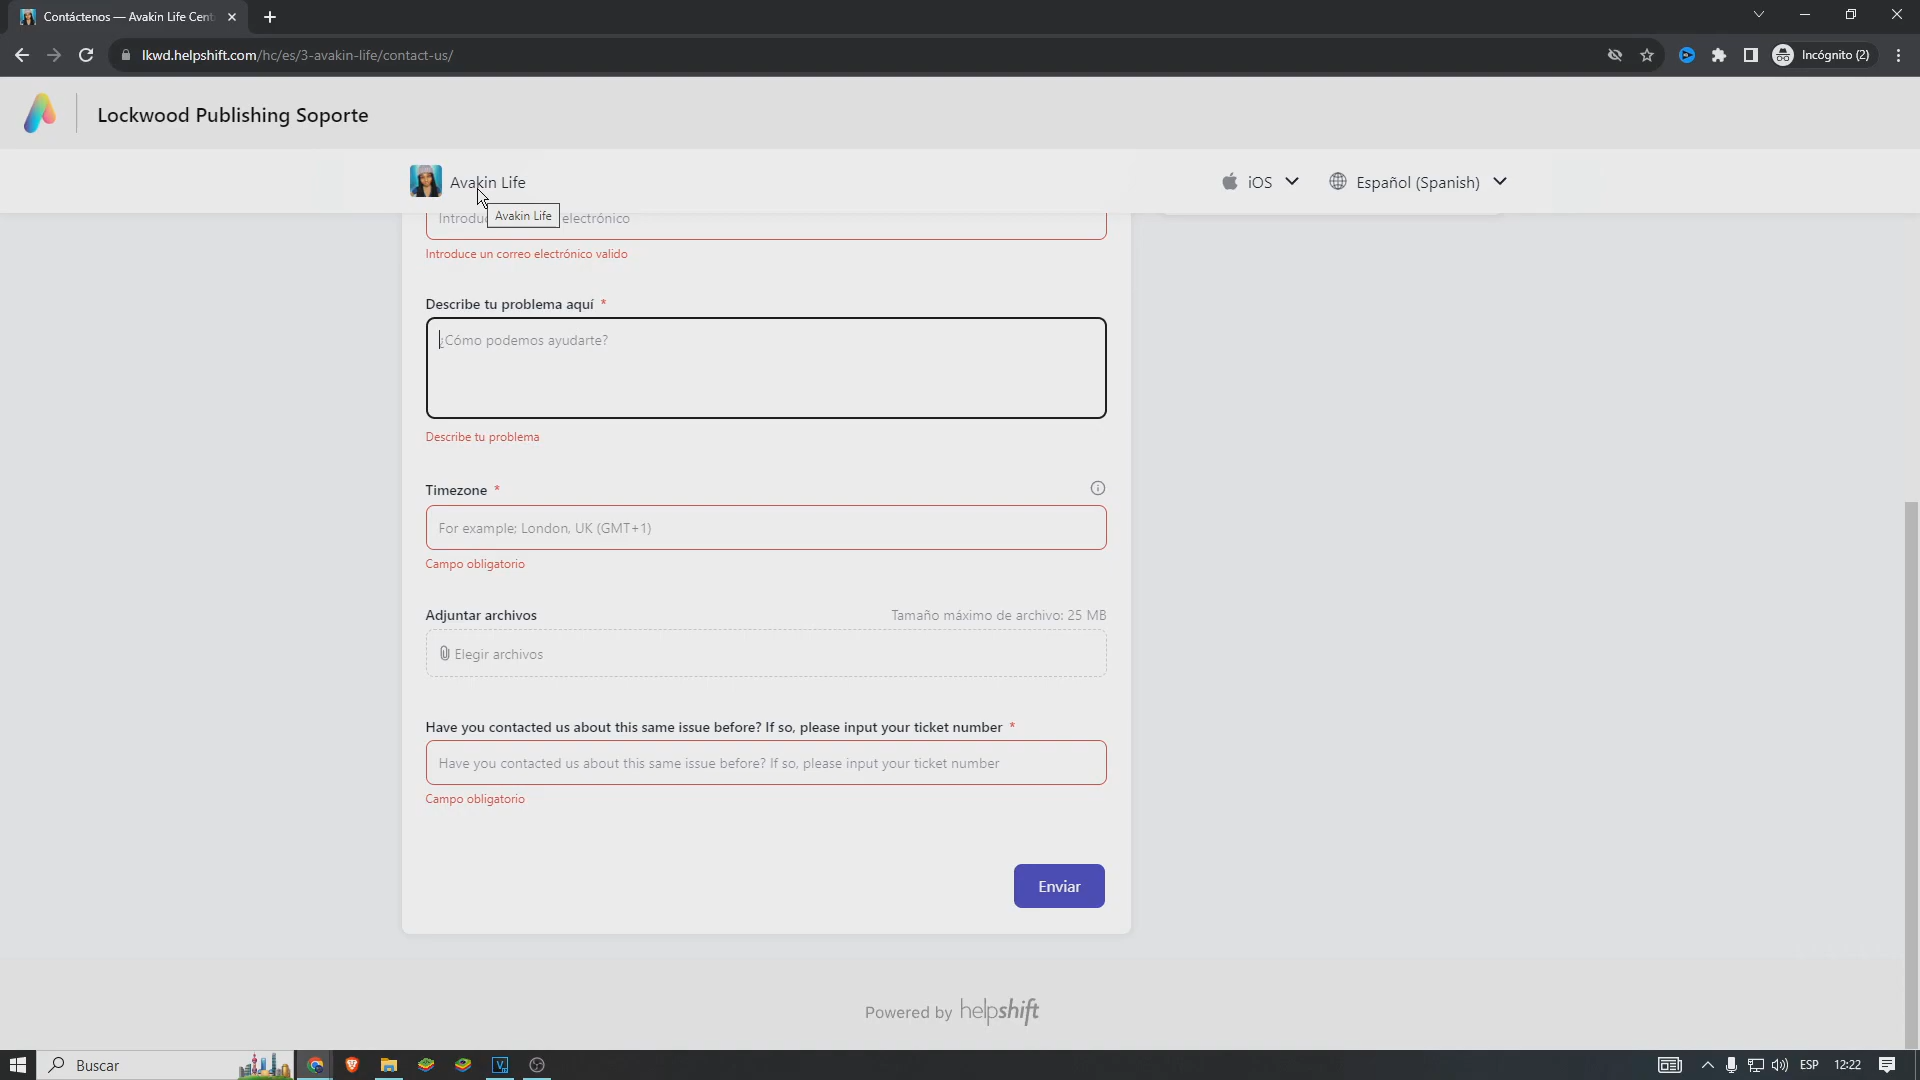 Contáctenos — Avakin Life Cent
lkwd.helpshift.com/hc/es/3-avakin-life/contact-us/
Incógnito (2)
Lockwood Publishing Soporte
Avakin Life
iOS
Español (Spanish)
Avakin Life
Introdu electrónico
Introduce un correo electrónico valido
Describe tu problema aquí *
¿Cómo podemos ayudarte?
Describe tu problema
Timezone *
For example; London, UK (GMT+1)
Campo obligatorio
Adjuntar archivos
Tamaño máximo de archivo: 25 MB
Elegir archivos
Have you contacted us about this same issue before? If so, please input your ticket number *
Have you contacted us about this same issue before? If so, please input your ticket number
Campo obligatorio
Enviar
Powered by helpshift
Buscar
ESP
12:22